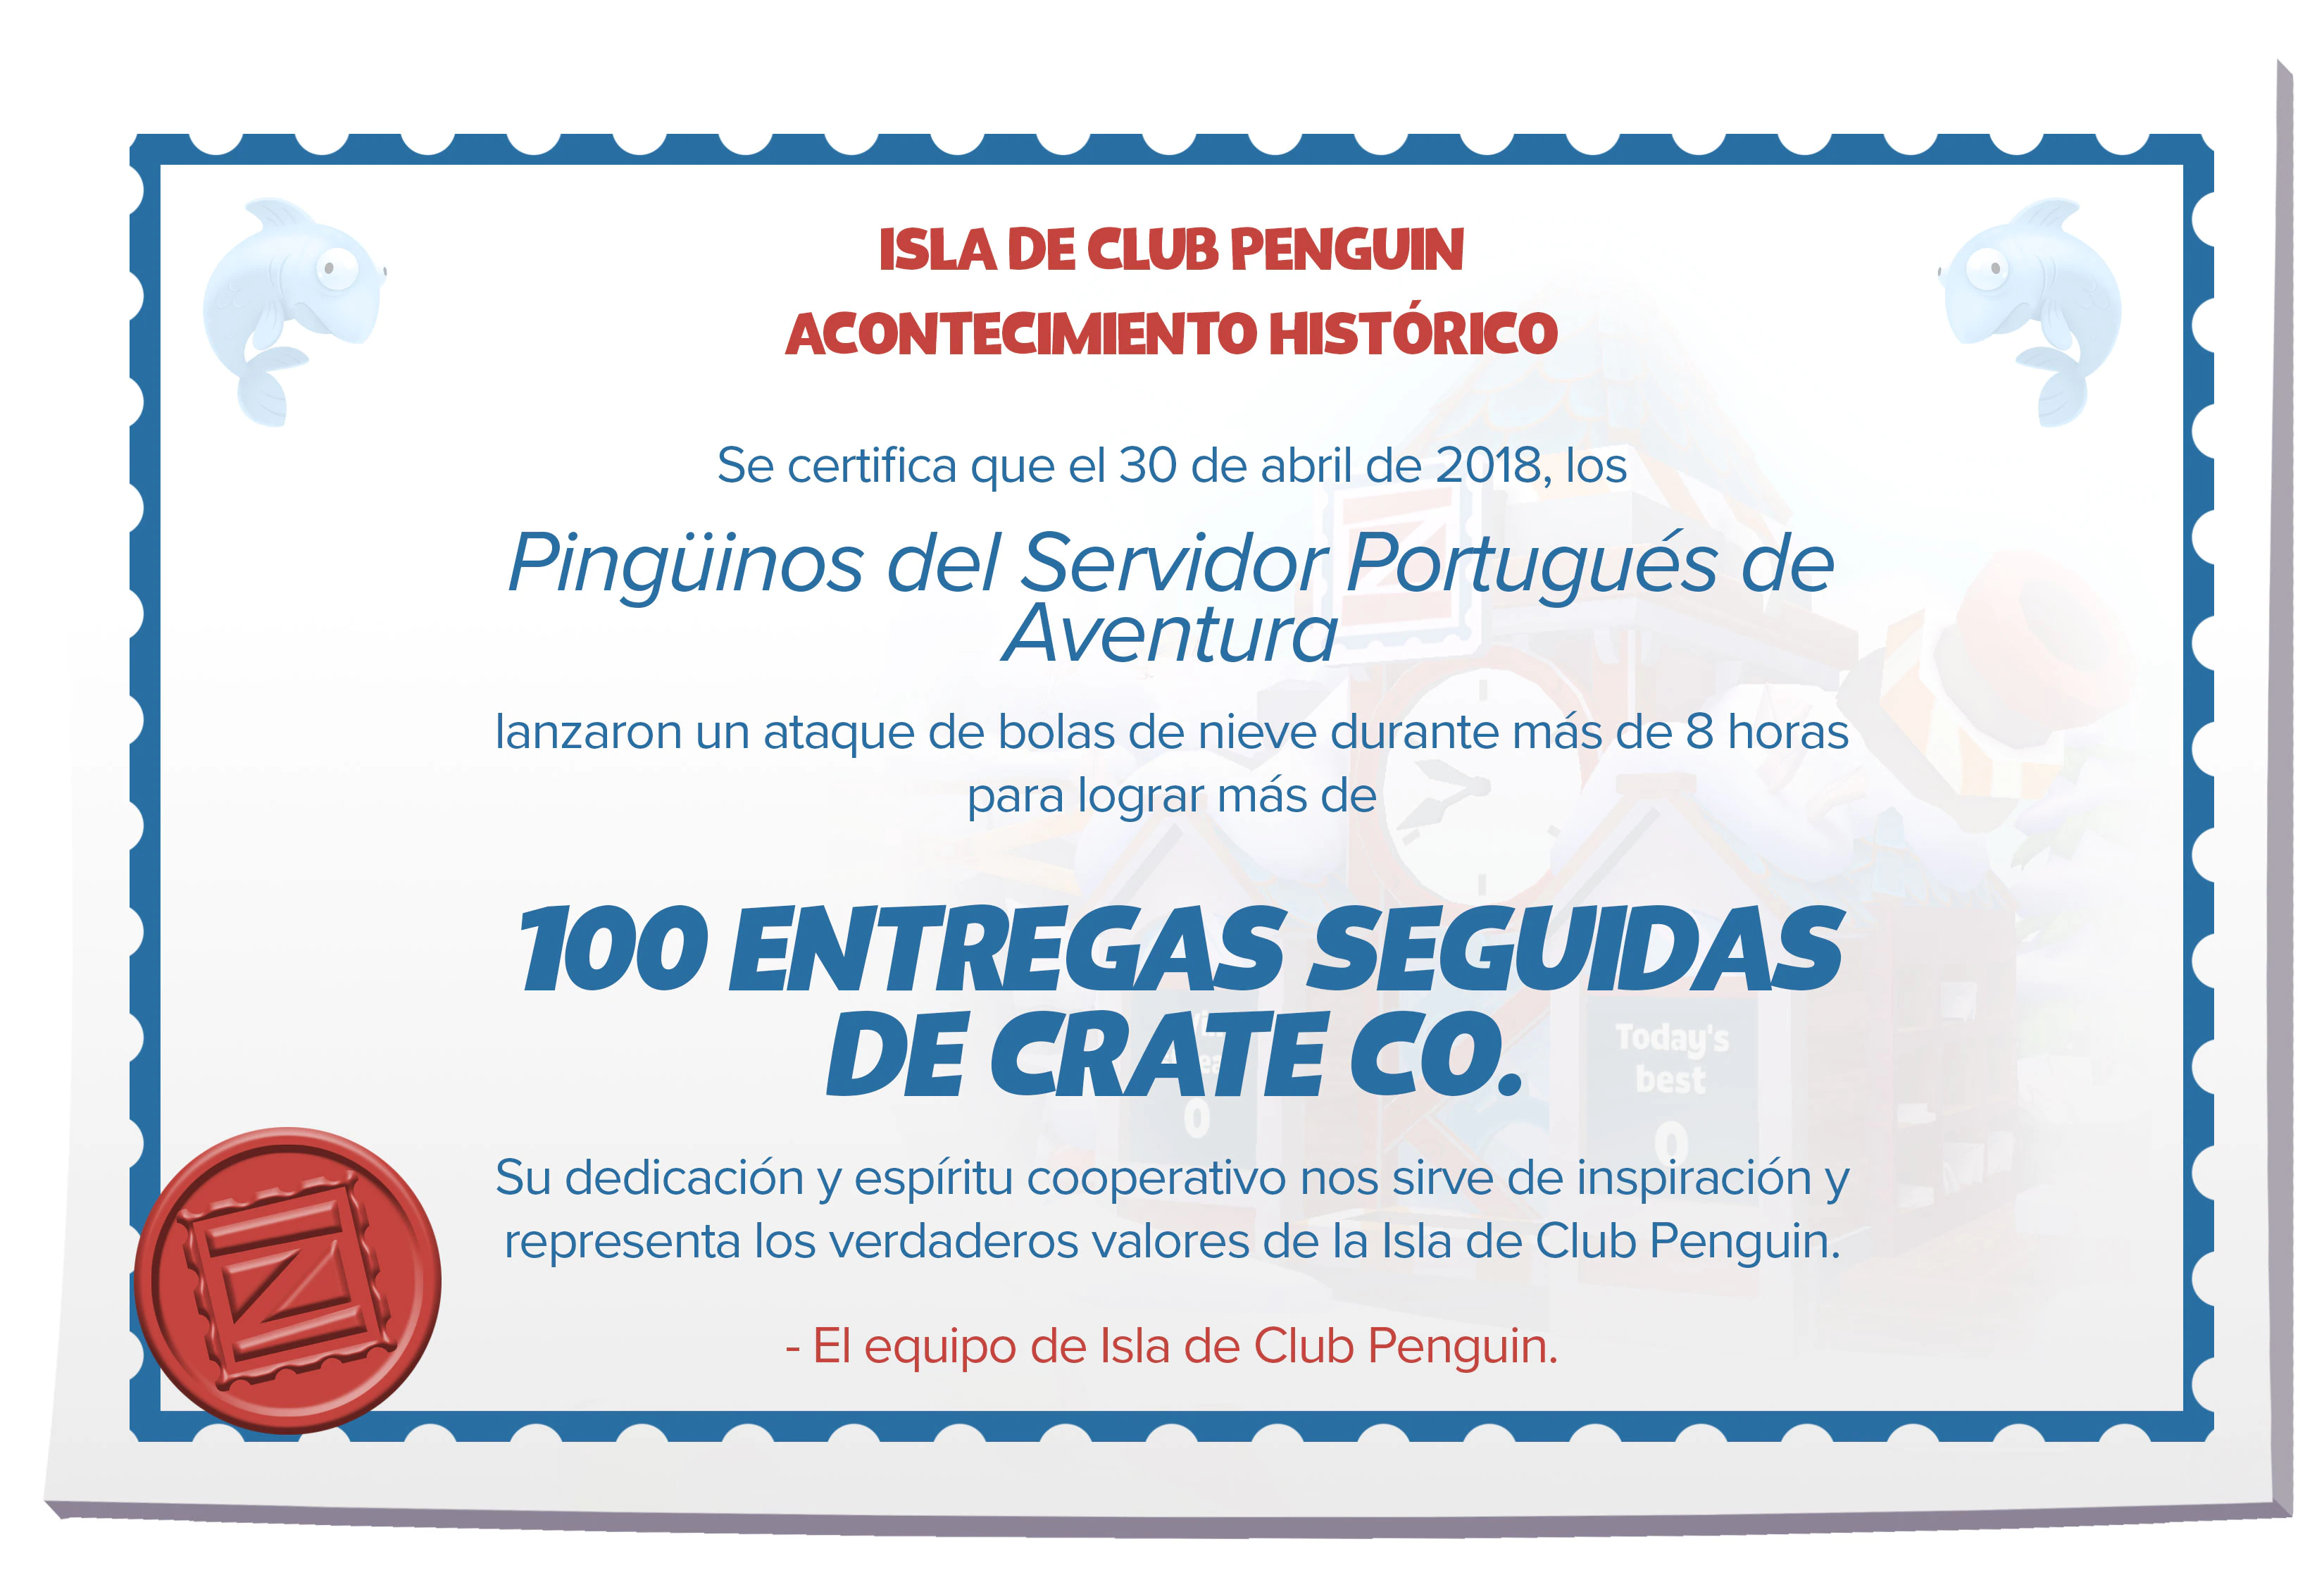 ISLA DE CLUB PENGUIN
ACONTECIMIENTO HISTÓRICO
Se certifica que el 30 de abril de 2018, los
Pingüinos del Servidor Portugués de
Aventura
lanzaron un ataque de bolas de nieve durante más de 8 horas
para lograr más de
100 ENTREGAS SEGUIDAS
DE CRATE CO.
0
Today's
best
0
Su dedicación y espíritu cooperativo nos sirve de inspiración y
representa los verdaderos valores de la Isla de Club Penguin.
- El equipo de Isla de Club Penguin.